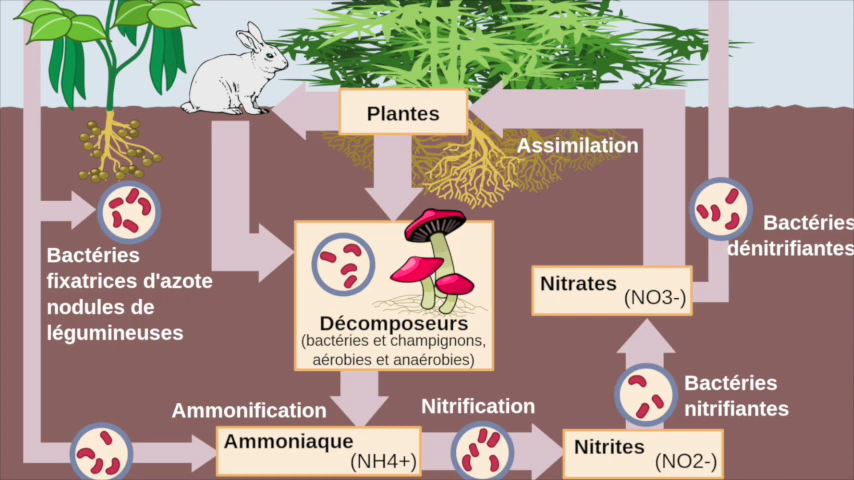 Plantes
Assimilation
Bactéries
dénitrifiantes
Bactéries
fixatrices d'azote
nodules de
légumineuses
Nitrates
(NO3-)
Décomposeurs
(bactéries et champignons,
aérobies et anaérobies)
Bactéries
nitrifiantes
Ammonification
Nitrification
Ammoniaque
(NH4+)
Nitrites
(NO2-)